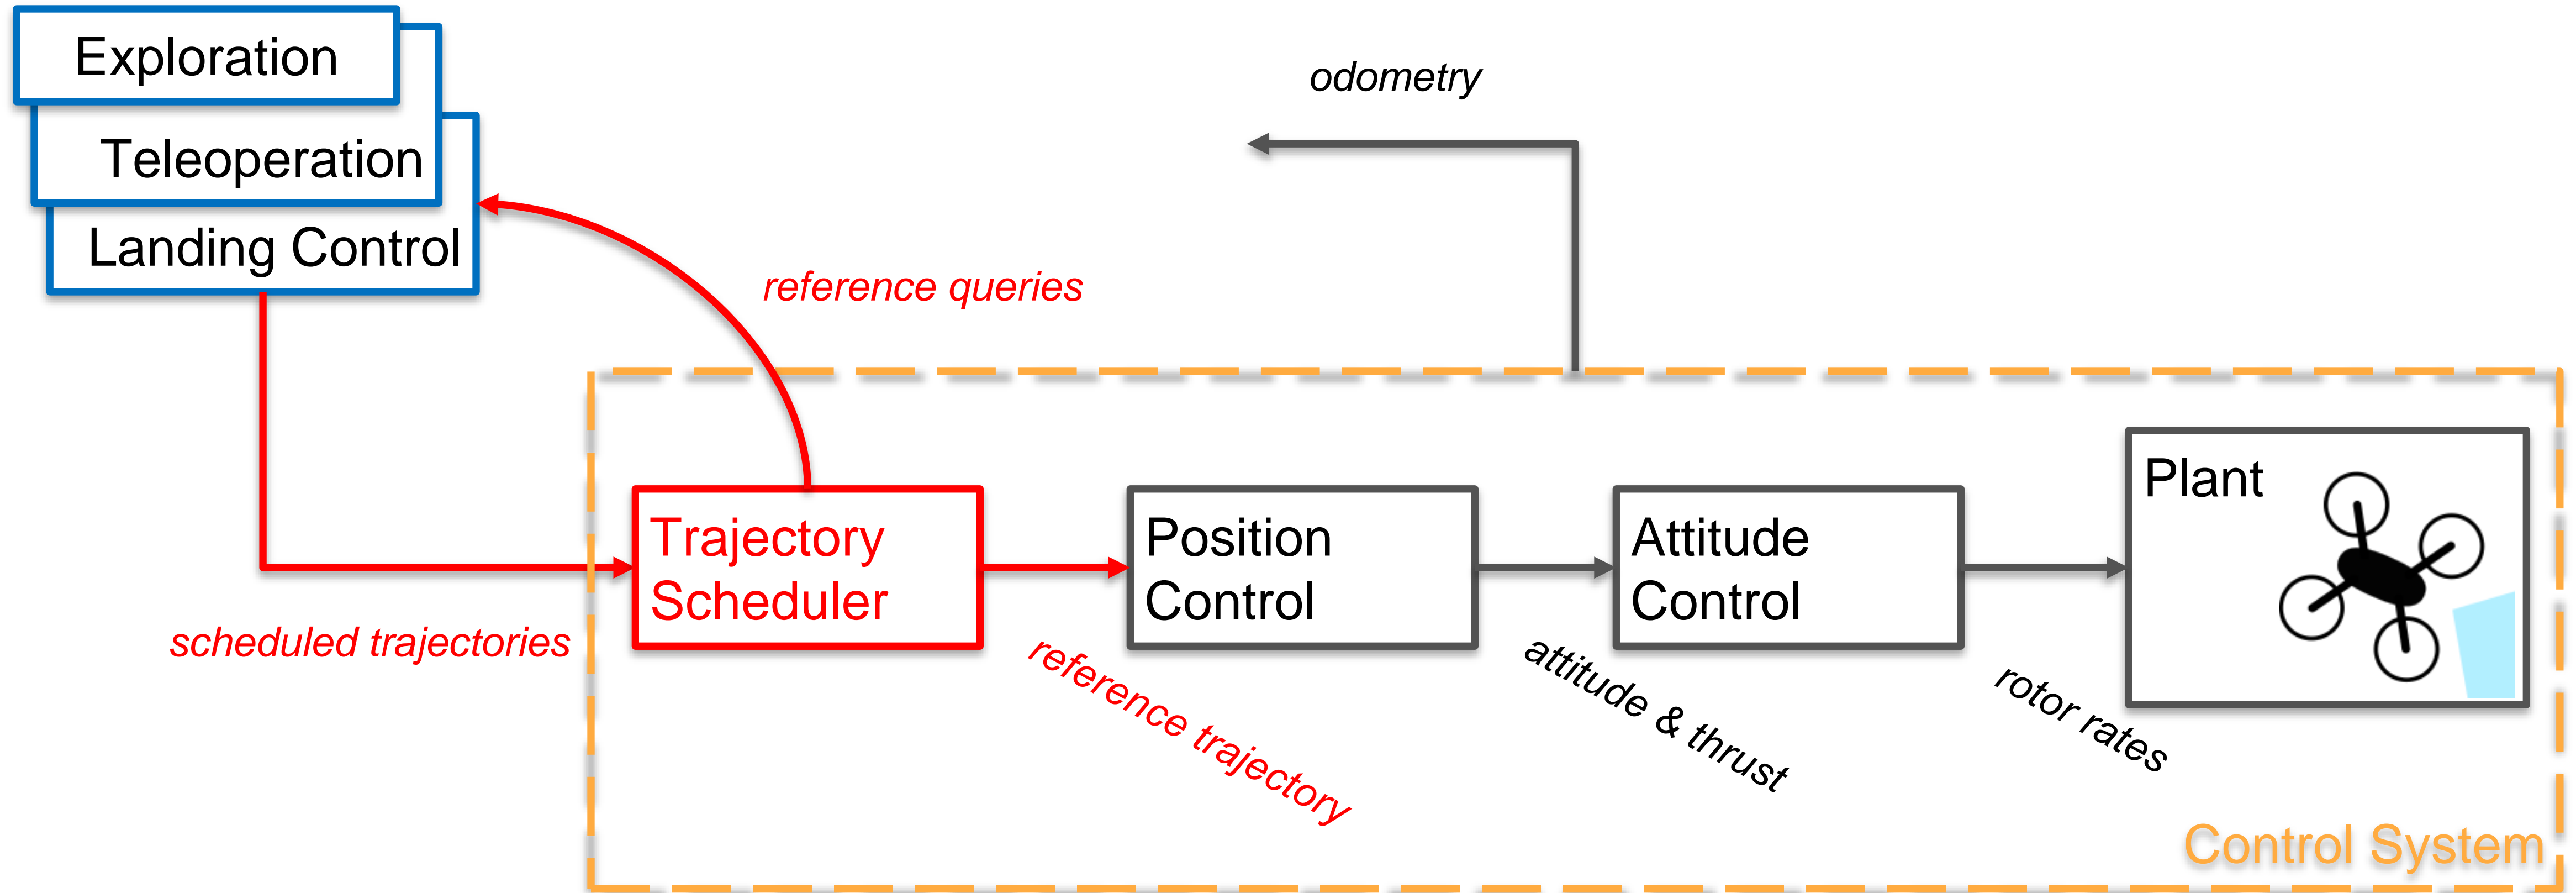 Exploration
Teleoperation
Landing Control
odometry
reference queries
scheduled trajectories
Trajectory
Scheduler
reference trajectory
Position
Control
attitude & thrust
Attitude
Control
rotor rates
Plant
Control System